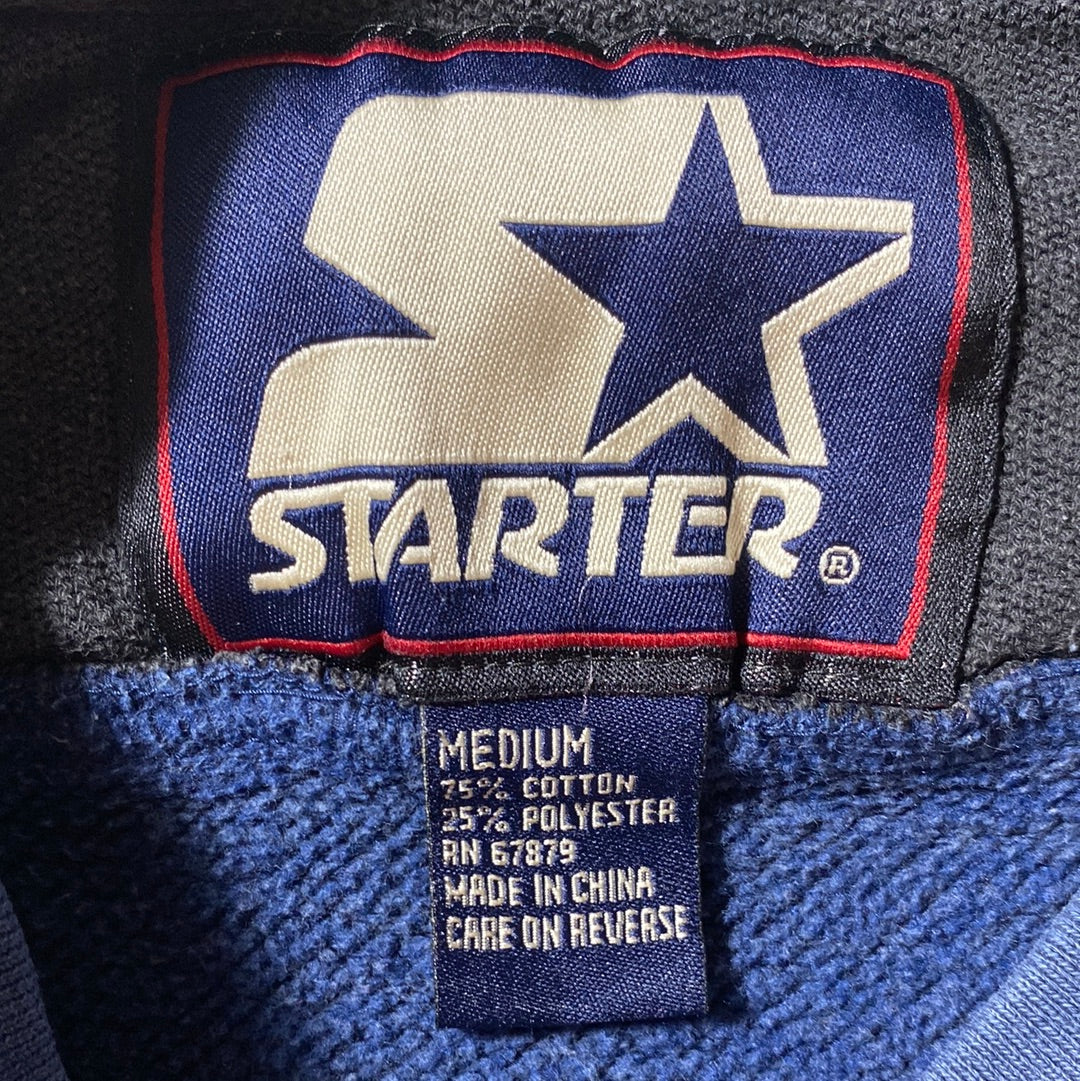 STARTER®
MEDIUM
75% COTTON
25% POLYESTER
RN 67879
MADE IN CHINA
CARE ON REVERSE